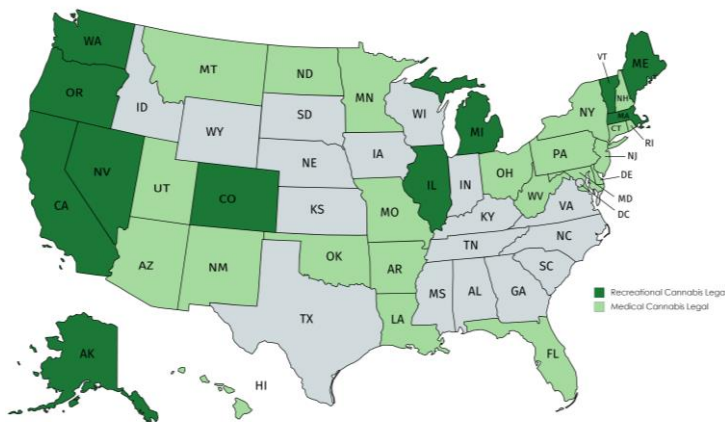 WA
MT
ND
MN
VT
ME
OR
ID
SD
WI
MI
NY
NH
MA
CT
RI
WY
IA
NE
PA
NJ
NV
UT
CO
IL
IN
OH
DE
MD
DC
CA
KS
MO
WV
VA
KY
NC
TN
AZ
NM
OK
AR
SC
MS
AL
GA
TX
LA
FL
AK
HI
Recreational Cannabis Legal
Medical Cannabis Legal